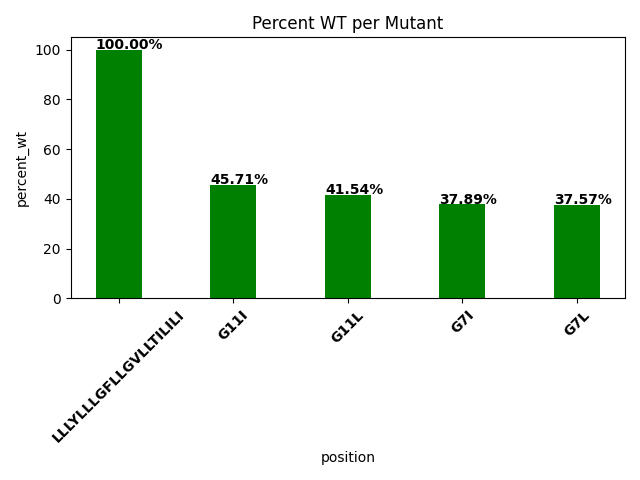 Percent WT per Mutant
percent_wt
100
80
60
40
20
0
100.00%
45.71%
41.54%
37.89%
37.57%
LLLYLLLGFLLGVLLTILILI
G11I
G11L
G7I
G7L
position